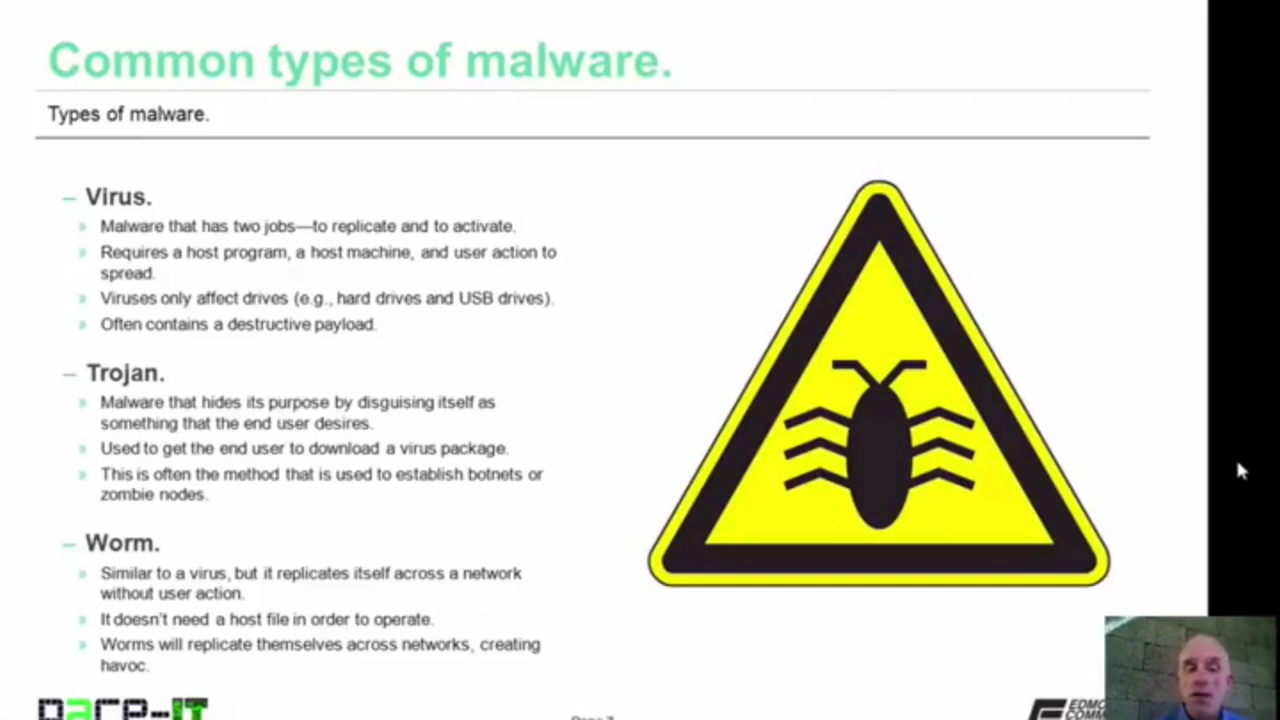 Common types of malware.
Types of malware.
– Virus.
» Malware that has two jobs—to replicate and to activate.
» Requires a host program, a host machine, and user action to
spread.
» Viruses only affect drives (e.g., hard drives and USB drives).
» Often contains a destructive payload.
– Trojan.
» Malware that hides its purpose by disguising itself as
something that the end user desires.
» Used to get the end user to download a virus package.
» This is often the method that is used to establish botnets or
zombie nodes.
– Worm.
» Similar to a virus, but it replicates itself across a network
without user action.
» It doesn't need a host file in order to operate.
» Worms will replicate themselves across networks, creating
havoc.
pace-IT